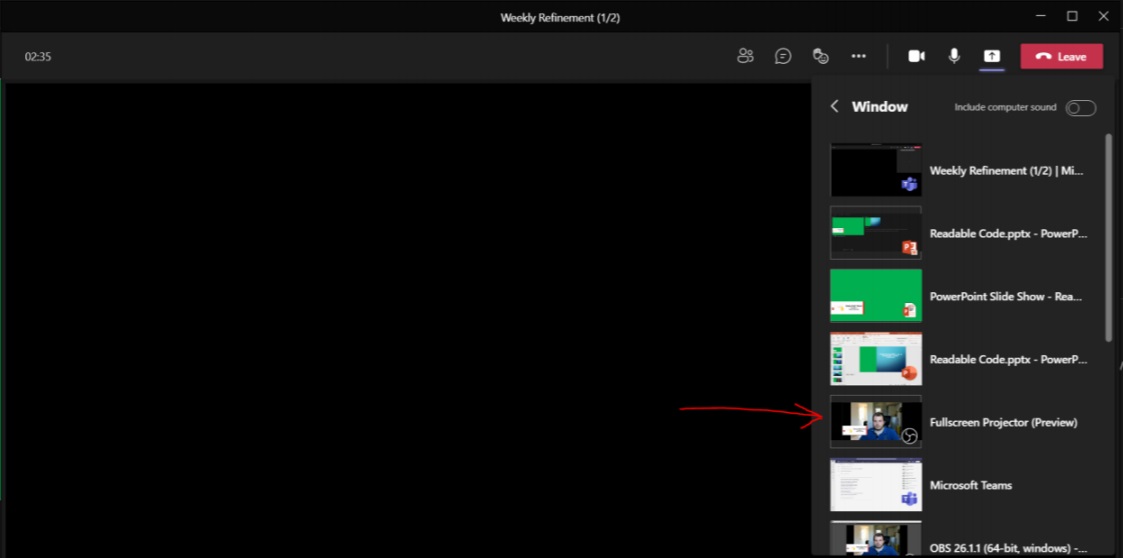 Weekly Refinement (1/2)
02:35
Leave
Window
Include computer sound
Weekly Refinement (1/2) | Mi...
Readable Code.pptx - PowerP...
PowerPoint Slide Show - Rea...
Readable Code.pptx - PowerP...
Fullscreen Projector (Preview)
Microsoft Teams
OBS 26.1.1 (64-bit, windows) -...